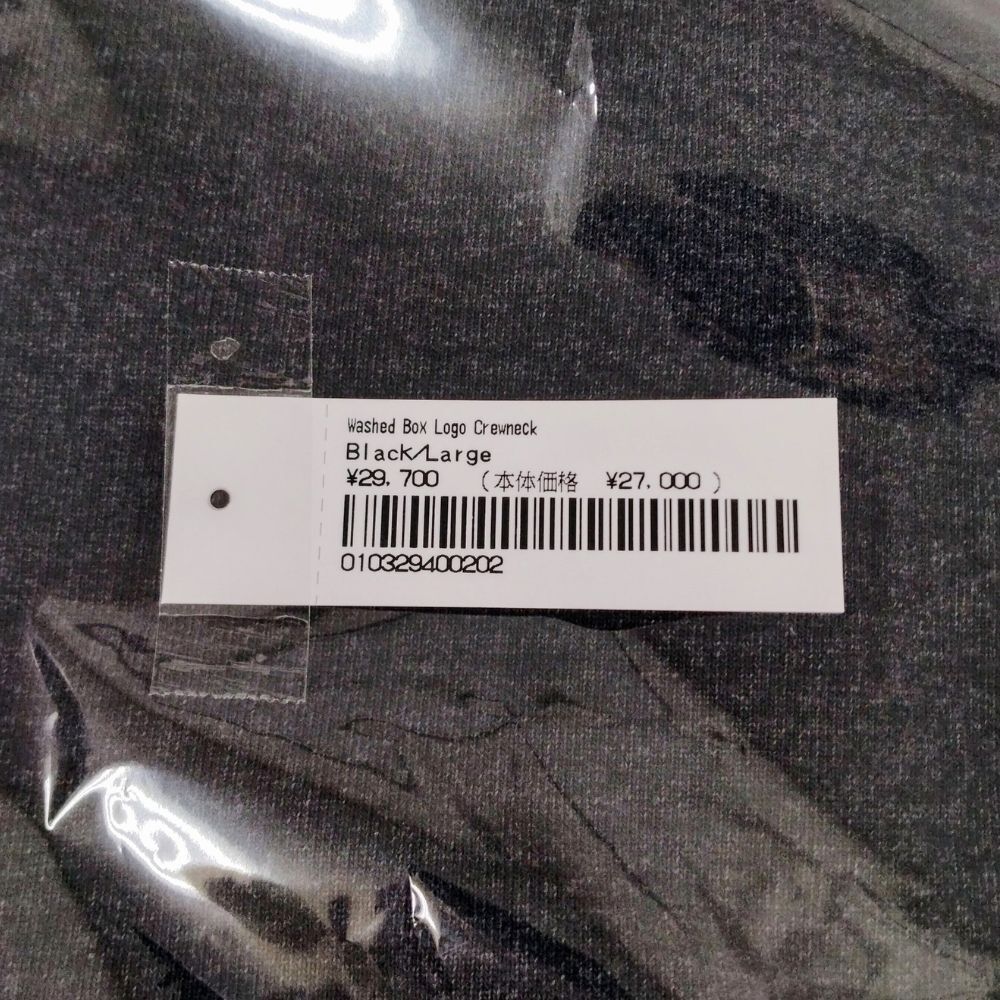 Washed Box Logo Crewneck
Black/Large
¥29,700 (本体価格 ¥27,000)
010329400202